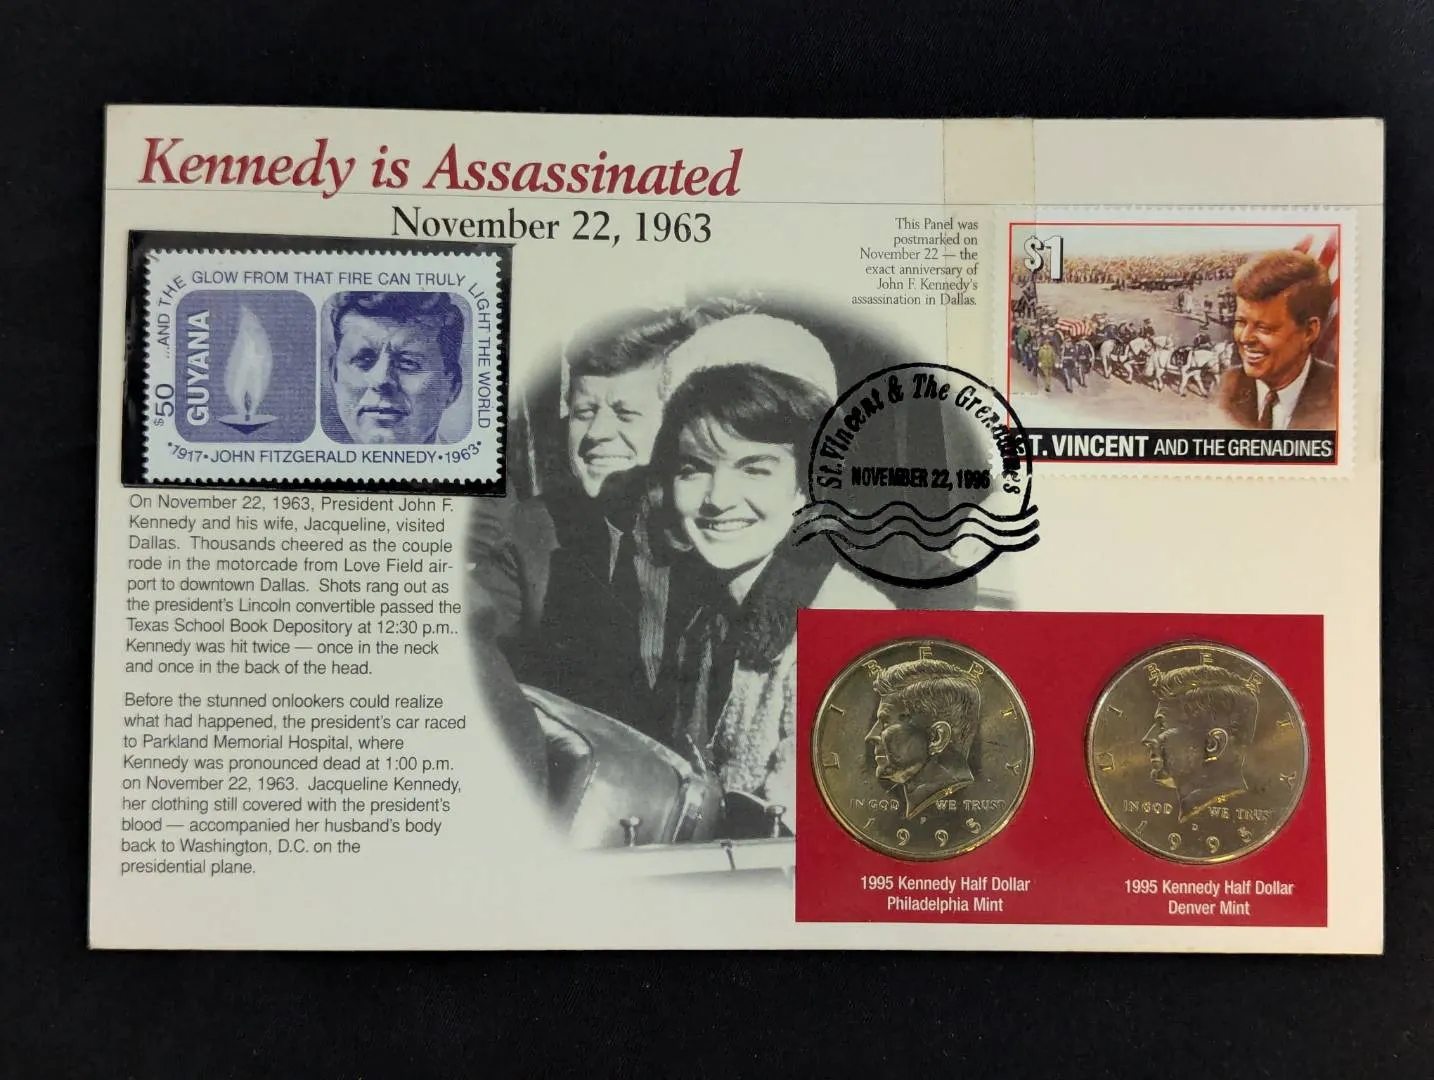 Kennedy is Assassinated
November 22, 1963
...AND THE GLOW FROM THAT FIRE CAN TRULY LIGHT THE WORLD
GUYANA
$50
•1917•JOHN FITZGERALD KENNEDY•1963•
This Panel was
postmarked on
November 22 — the
exact anniversary of
John F. Kennedy's
assassination in Dallas.
$1
ST. VINCENT AND THE GRENADINES
St. Vincent & The Grenadines
NOVEMBER 22, 1996
On November 22, 1963, President John F.
Kennedy and his wife, Jacqueline, visited
Dallas. Thousands cheered as the couple
rode in the motorcade from Love Field air-
port to downtown Dallas. Shots rang out as
the president's Lincoln convertible passed the
Texas School Book Depository at 12:30 p.m..
Kennedy was hit twice — once in the neck
and once in the back of the head.
Before the stunned onlookers could realize
what had happened, the president's car raced
to Parkland Memorial Hospital, where
Kennedy was pronounced dead at 1:00 p.m.
on November 22, 1963. Jacqueline Kennedy,
her clothing still covered with the president's
blood — accompanied her husband's body
back to Washington, D.C. on the
presidential plane.
LIBERTY
IN GOD WE TRUST
P
1995
LIBERTY
IN GOD WE TRUST
D
1995
1995 Kennedy Half Dollar
Philadelphia Mint
1995 Kennedy Half Dollar
Denver Mint